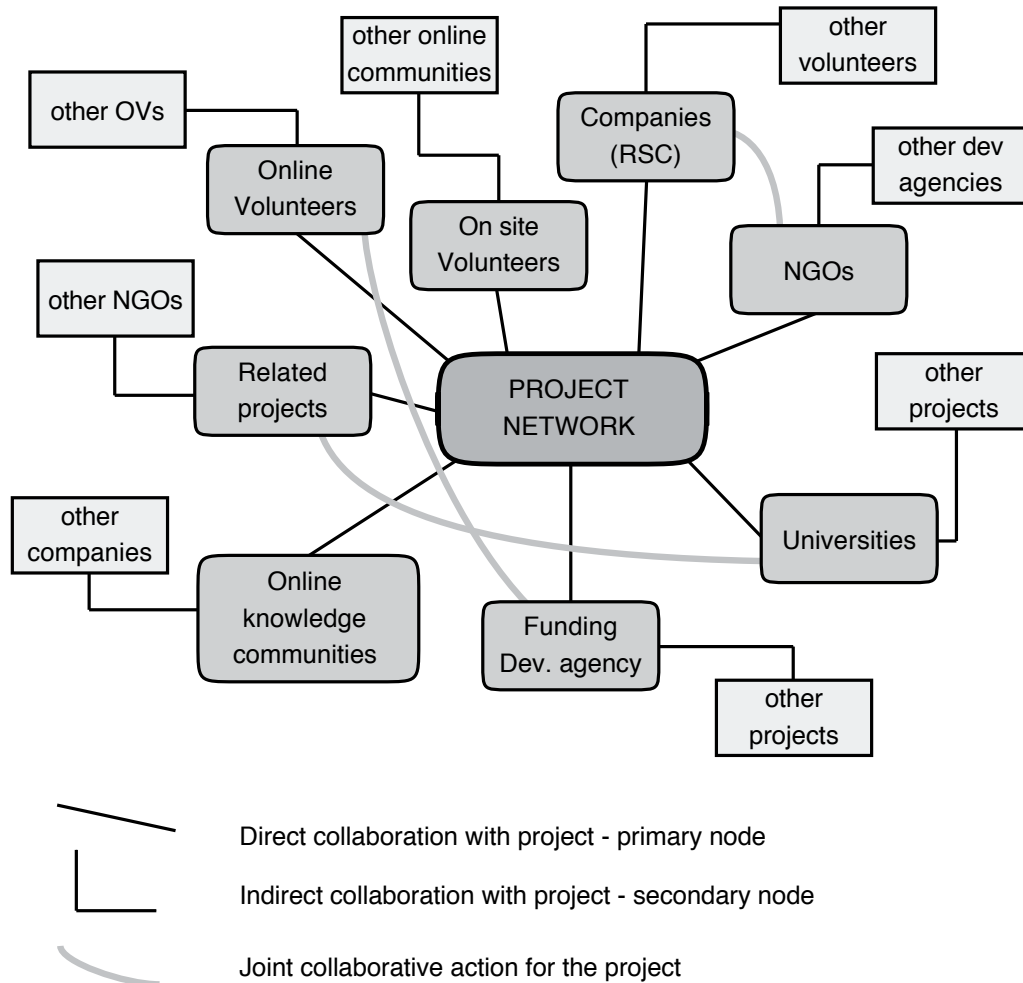 other online
communities
other
volunteers
other OVs
Companies
(RSC)
other dev
agencies
Online
Volunteers
On site
Volunteers
NGOs
other NGOs
Related
projects
PROJECT
NETWORK
other
projects
other
companies
Universities
Online
knowledge
communities
Funding
Dev. agency
other
projects
Direct collaboration with project - primary node
Indirect collaboration with project - secondary node
Joint collaborative action for the project